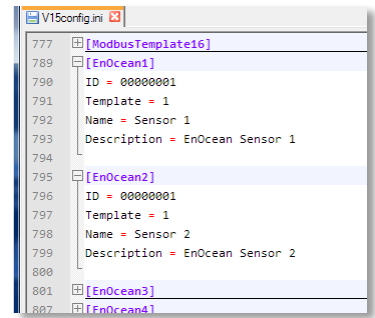 V15config.ini
777 [ModbusTemplate16]
789 [EnOcean1]
790 ID = 00000001
791 Template = 1
792 Name = Sensor 1
793 Description = EnOcean Sensor 1
794
795 [EnOcean2]
796 ID = 00000001
797 Template = 1
798 Name = Sensor 2
799 Description = EnOcean Sensor 2
800
801 [EnOcean3]
807 [EnOcean4]